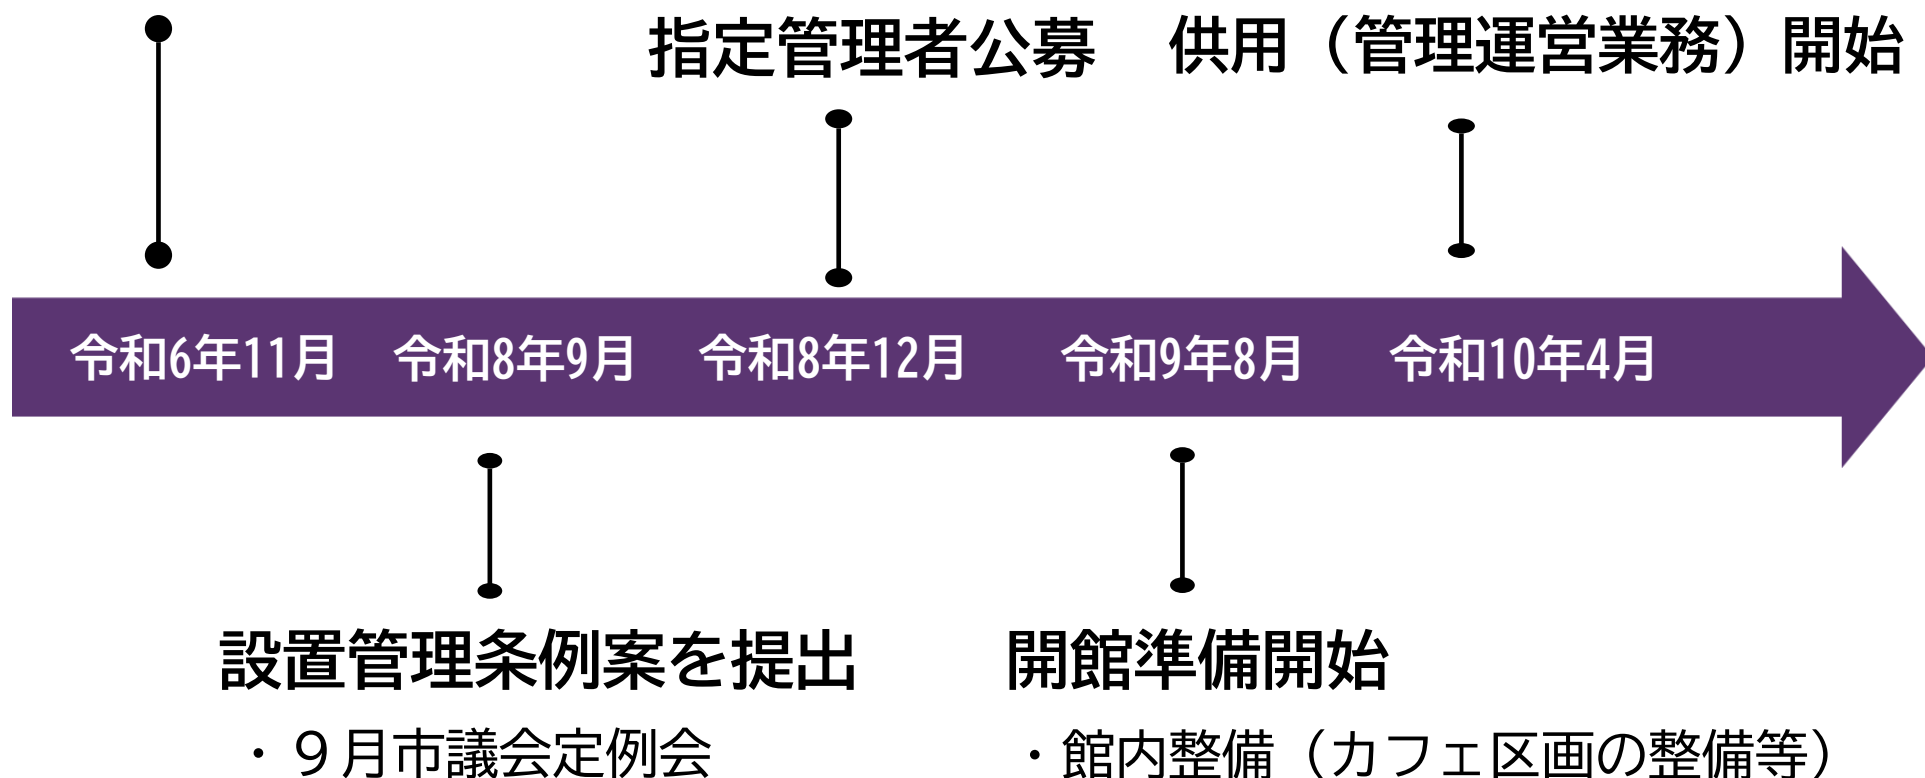 指定管理者公募
供用（管理運営業務）開始
令和6年11月
令和8年9月
令和8年12月
令和9年8月
令和10年4月
設置管理条例案を提出
・９月市議会定例会
開館準備開始
・館内整備（カフェ区画の整備等）